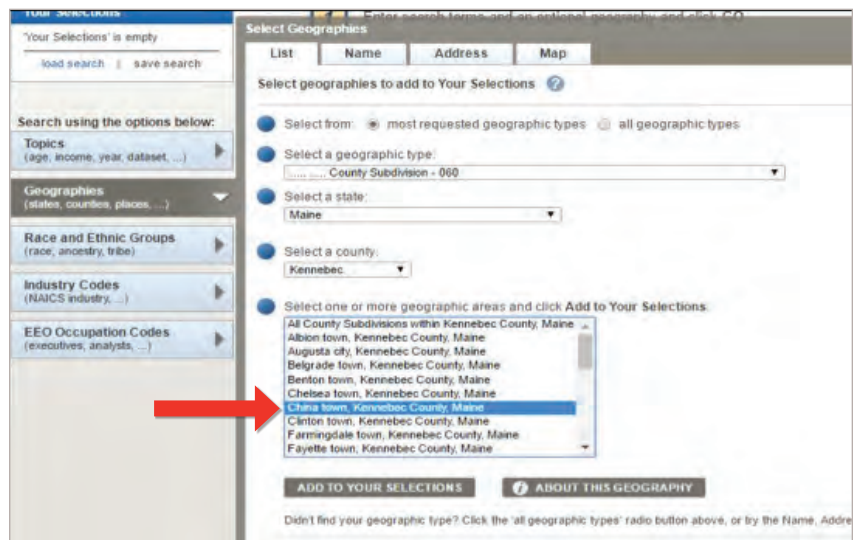 Your Selections
'Your Selections' is empty
load search | save search
Search using the options below:
Topics
(age, income, year, dataset, ...)
Geographies
(states, counties, places, ...)
Race and Ethnic Groups
(race, ancestry, tribe)
Industry Codes
(NAICS industry, ...)
EEO Occupation Codes
(executives, analysts, ...)
1 Enter search terms and an optional geography and click GO
Select Geographies
List Name Address Map
Select geographies to add to Your Selections ?
Select from: most requested geographic types all geographic types
Select a geographic type:
..... ..... County Subdivision - 060
Select a state:
Maine
Select a county:
Kennebec
Select one or more geographic areas and click Add to Your Selections
All County Subdivisions within Kennebec County, Maine
Albion town, Kennebec County, Maine
Augusta city, Kennebec County, Maine
Belgrade town, Kennebec County, Maine
Benton town, Kennebec County, Maine
Chelsea town, Kennebec County, Maine
China town, Kennebec County, Maine
Clinton town, Kennebec County, Maine
Farmingdale town, Kennebec County, Maine
Fayette town, Kennebec County, Maine
ADD TO YOUR SELECTIONS i ABOUT THIS GEOGRAPHY
Didn't find your geographic type? Click the 'all geographic types' radio button above, or try the Name, Addre